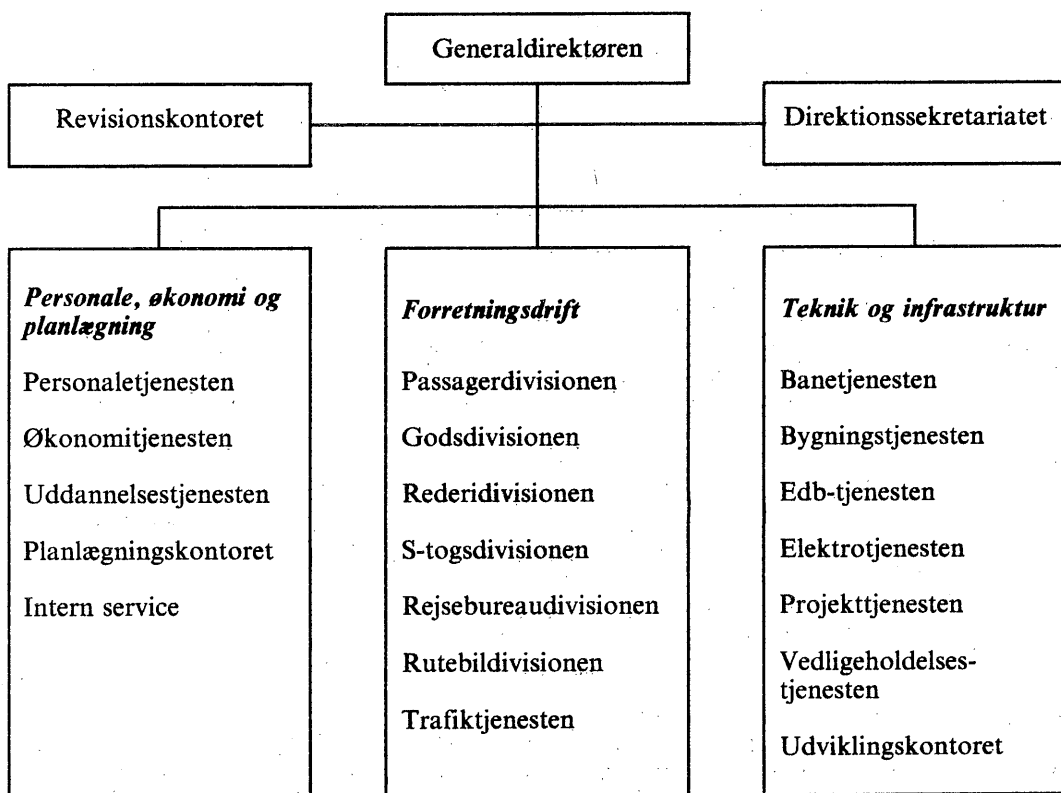 Generaldirektøren
Revisionskontoret
Direktionssekretariatet
Personale, økonomi og
planlægning
Personaletjenesten
Økonomitjenesten
Uddannelsestjenesten
Planlægningskontoret
Intern service
Forretningsdrift
Passagerdivisionen
Godsdivisionen
Rederidivisionen
S-togsdivisionen
Rejsebureaudivisionen
Rutebildivisionen
Trafiktjenesten
Teknik og infrastruktur
Banetjenesten
Bygningstjenesten
Edb-tjenesten
Elektrotjenesten
Projekttjenesten
Vedligeholdelses-
tjenesten
Udviklingskontoret